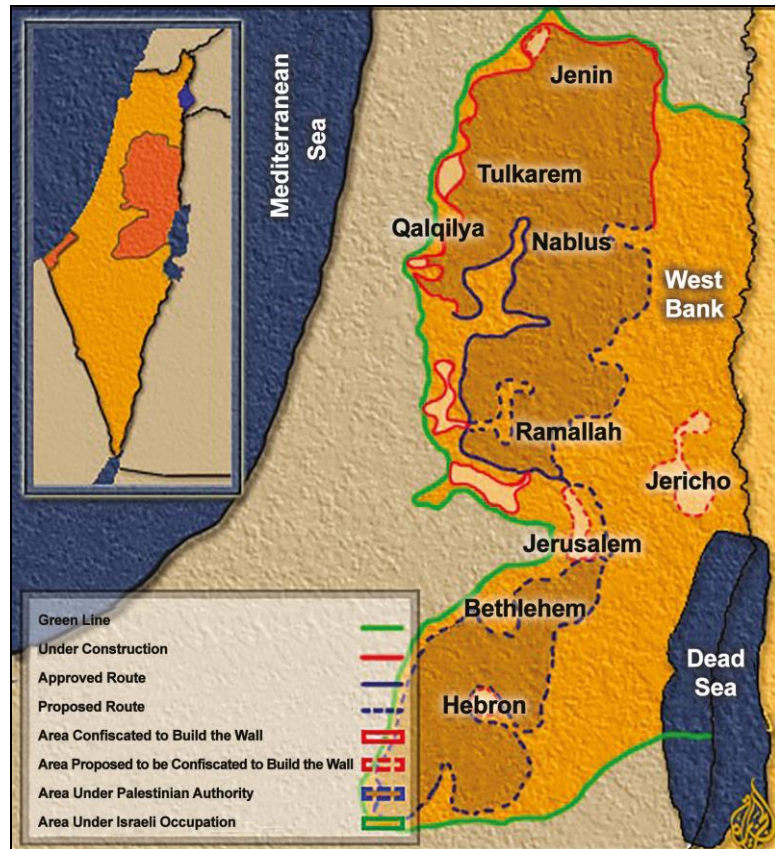 Mediterranean
Sea
Jenin
Tulkarem
Qalqilya
Nablus
West
Bank
Ramallah
Jericho
Jerusalem
Bethlehem
Dead
Sea
Hebron
Green Line
Under Construction
Approved Route
Proposed Route
Area Confiscated to Build the Wall
Area Proposed to be Confiscated to Build the Wall
Area Under Palestinian Authority
Area Under Israeli Occupation